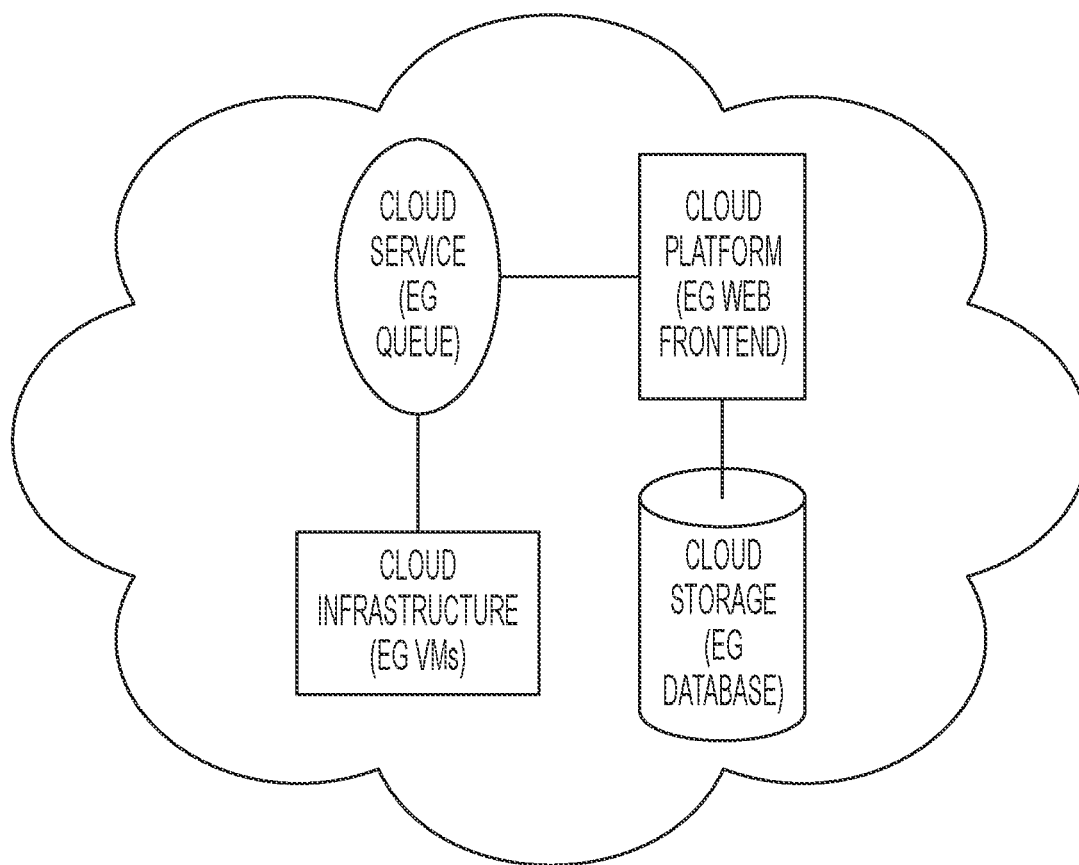 CLOUD
SERVICE
(EG
QUEUE)
CLOUD
PLATFORM
(EG WEB
FRONTEND)
CLOUD
INFRASTRUCTURE
(EG VMs)
CLOUD
STORAGE
(EG
DATABASE)